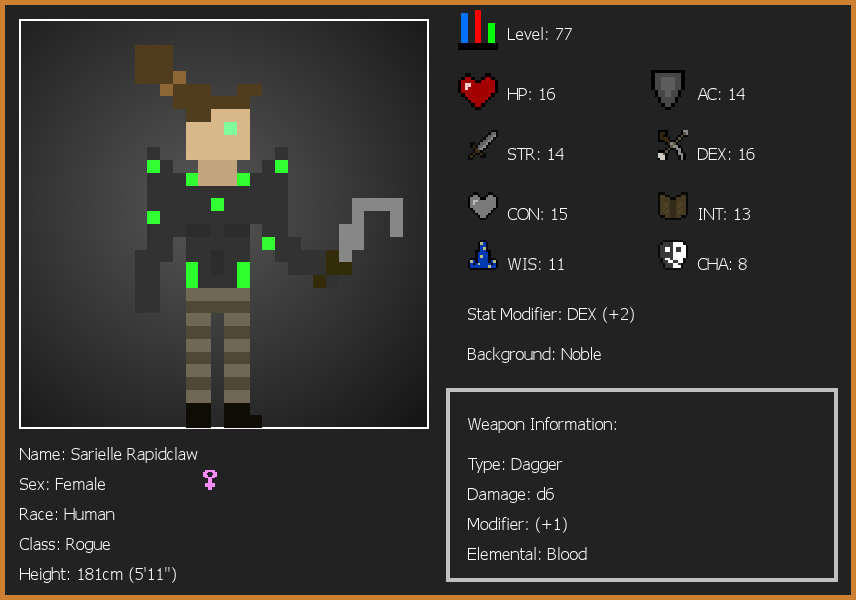 Level: 77
HP: 16
AC: 14
STR: 14
DEX: 16
CON: 15
INT: 13
WIS: 11
CHA: 8
Stat Modifier: DEX (+2)
Background: Noble
Weapon Information:
Type: Dagger
Damage: d6
Modifier: (+1)
Elemental: Blood
Name: Sarielle Rapidclaw
Sex: Female
Race: Human
Class: Rogue
Height: 181cm (5'11")